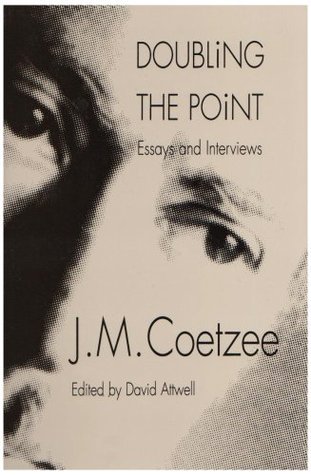 DOUBLiNG
THE POiNT
Essays and Interviews
J.M.Coetzee
Edited by David Attwell